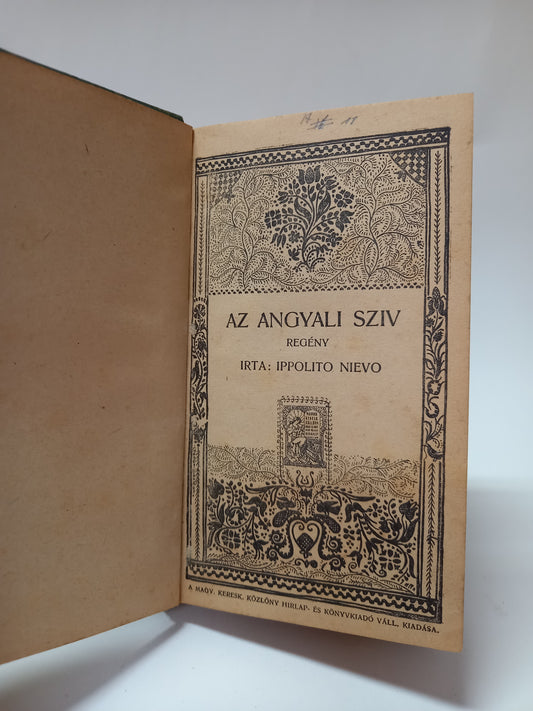 AZ ANGYALI SZIV
REGÉNY
IRTA: IPPOLITO NIEVO
A MAGY. KERESK. KÖZLÖNY HIRLAP- ÉS KÖNYVKIADÓ VÁLL. KIADÁSA.